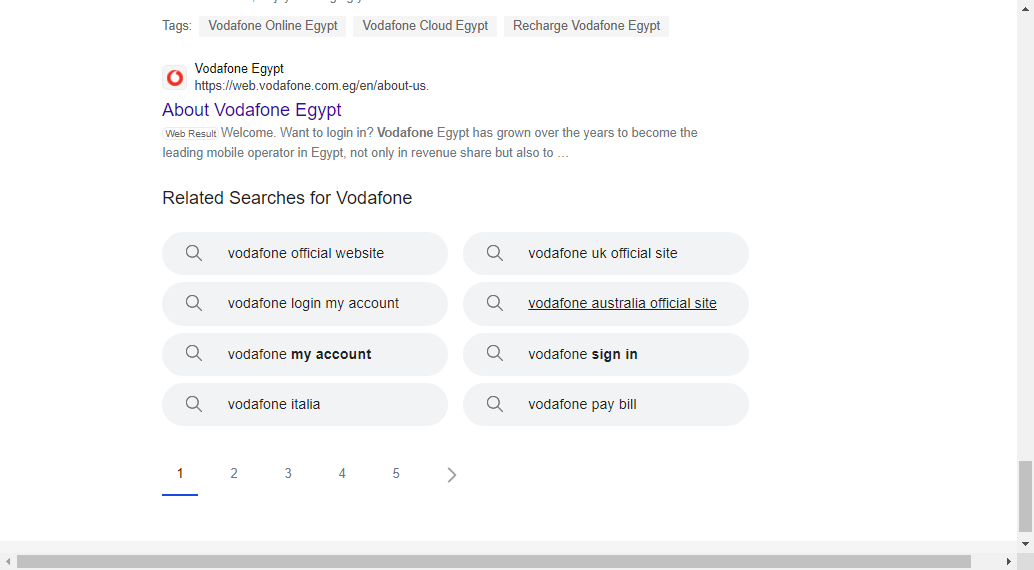 Tags: Vodafone Online Egypt Vodafone Cloud Egypt Recharge Vodafone Egypt
Vodafone Egypt
https://web.vodafone.com.eg/en/about-us.
About Vodafone Egypt
Web Result Welcome. Want to login in? Vodafone Egypt has grown over the years to become the
leading mobile operator in Egypt, not only in revenue share but also to …
Related Searches for Vodafone
vodafone official website vodafone uk official site
vodafone login my account vodafone australia official site
vodafone my account vodafone sign in
vodafone italia vodafone pay bill
1 2 3 4 5